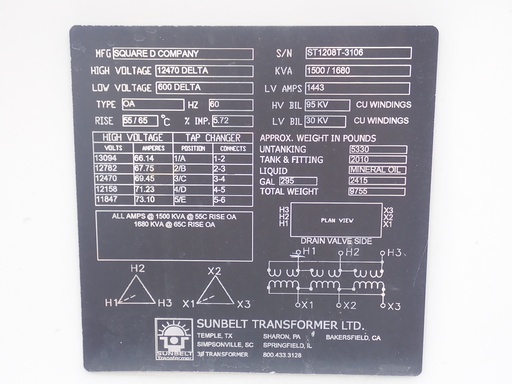 MFG SQUARE D COMPANY S/N ST1208T-3106
HIGH VOLTAGE 12470 DELTA KVA 1500 / 1680
LOW VOLTAGE 600 DELTA LV AMPS 1443
TYPE OA HZ 60 HV BIL 95 KV CU WINDINGS
RISE 55 / 65 °C % IMP. 5.72 LV BIL 30 KV CU WINDINGS
HIGH VOLTAGE TAP CHANGER
VOLTS AMPERES POSITION CONNECTS
13094 66.14 1/A 1-2
12782 67.75 2/B 2-3
12470 69.45 3/C 3-4
12158 71.23 4/D 4-5
11847 73.10 5/E 5-6
APPROX. WEIGHT IN POUNDS
UNTANKING 5330
TANK & FITTING 2010
LIQUID MINERAL OIL
GAL 295 2415
TOTAL WEIGHT 9755
ALL AMPS @ 1500 KVA @ 55C RISE OA
1680 KVA @ 65C RISE OA
H3 X3
H2 PLAN VIEW X2
H1 X1
DRAIN VALVE SIDE
H1 H2 H3
X1 X2 X3
H2 X2
H1 H3 X1 X3
SUNBELT TRANSFORMER LTD.
TEMPLE, TX SHARON, PA BAKERSFIELD, CA
SIMPSONVILLE, SC SPRINGFIELD, IL
3Ø TRANSFORMER 800.433.3128
SUNBELT
TRANSFORMER